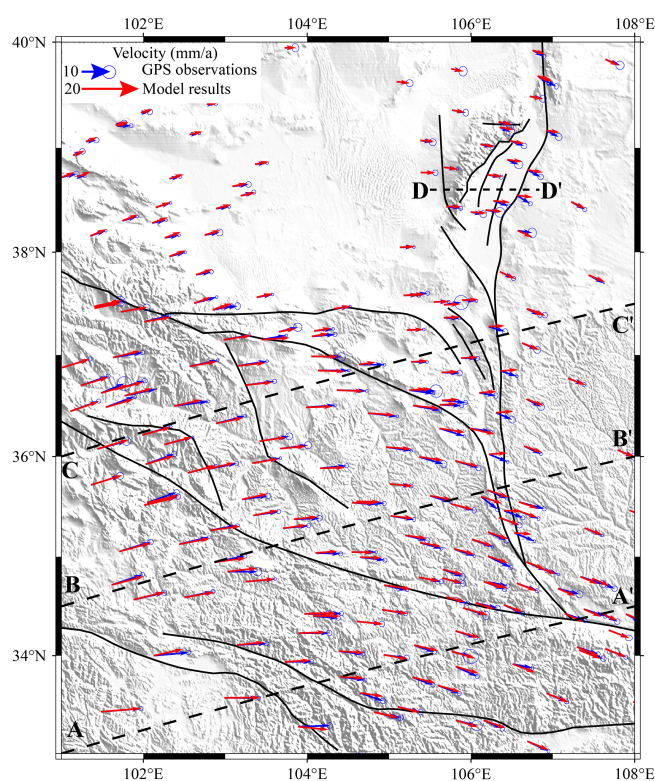 102°E 104°E 106°E 108°E
40°N
Velocity (mm/a)
10 GPS observations
20 Model results
D D'
38°N
C'
B'
36°N
C
B
A'
34°N
A
102°E 104°E 106°E 108°E